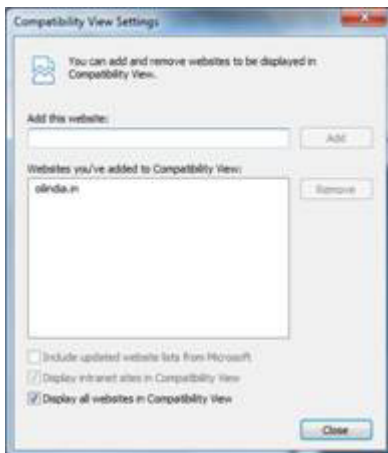 Compatibility View Settings
You can add and remove websites to be displayed in
Compatibility View.
Add this website:
Add
Websites you've added to Compatibility View:
oilindia.in
Remove
Include updated website lists from Microsoft
Display intranet sites in Compatibility View
Display all websites in Compatibility View
Close